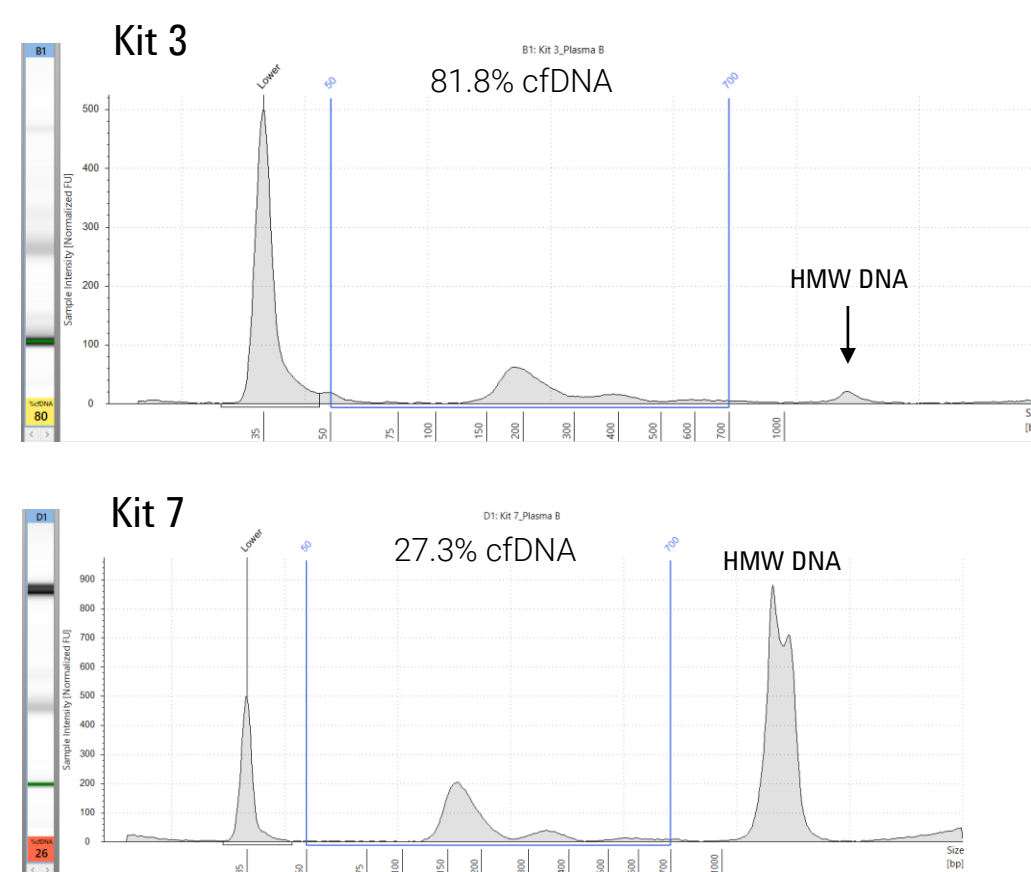 Kit 3
B1
B1: Kit 3_Plasma B
81.8% cfDNA
Lower
50
700
Sample Intensity [Normalized FU]
500
400
300
200
100
0
HMW DNA
%cfDNA
80
35
50
75
100
150
200
300
400
500
600
700
1000
Kit 7
D1
D1: Kit 7_Plasma B
27.3% cfDNA
Lower
50
700
HMW DNA
Sample Intensity [Normalized FU]
900
800
700
600
500
400
300
200
100
0
%cfDNA
26
75
100
150
200
300
400
500
600
700
1000
Size
[bp]